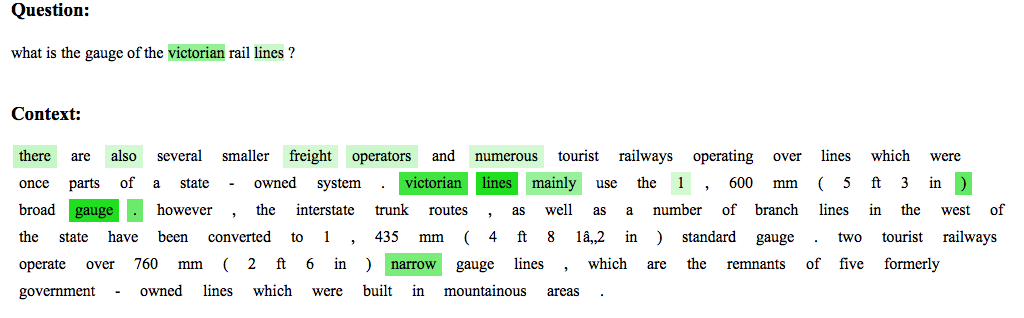 Question:
what is the gauge of the victorian rail lines ?
Context:
there are also several smaller freight operators and numerous tourist railways operating over lines which were
once parts of a state - owned system . victorian lines mainly use the 1 , 600 mm ( 5 ft 3 in )
broad gauge . however , the interstate trunk routes , as well as a number of branch lines in the west of
the state have been converted to 1 , 435 mm ( 4 ft 8 1â„2 in ) standard gauge . two tourist railways
operate over 760 mm ( 2 ft 6 in ) narrow gauge lines , which are the remnants of five formerly
government - owned lines which were built in mountainous areas .